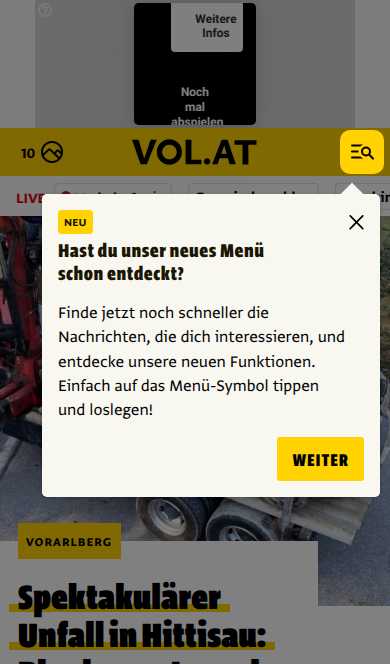 Weitere
Infos
Noch
mal
abspielen
10
VOL.AT
LIVE
NEU
Hast du unser neues Menü
schon entdeckt?
Finde jetzt noch schneller die
Nachrichten, die dich interessieren, und
entdecke unsere neuen Funktionen.
Einfach auf das Menü-Symbol tippen
und loslegen!
WEITER
VORARLBERG
Spektakulärer
Unfall in Hittisau: